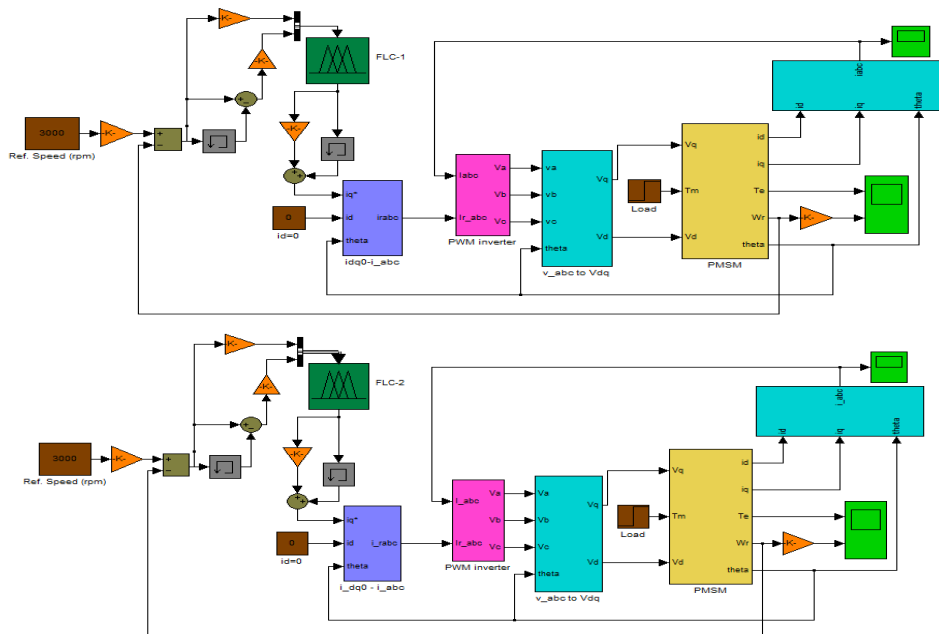 -K-
iabc
FLC-1
-K-
id
iq
theta
3000
-K-
Ref. Speed (rpm)
-K-
id
Vq
iq
iq*
Iabc
Va
va
Vq
Tm
Te
0
id
irabc
Vb
vb
Load
-K-
id=0
Ir_abc
Vc
vc
Wr
theta
PWM inverter
theta
Vd
Vd
theta
idq0-i_abc
v_abc to Vdq
PMSM
-K-
i_abc
FLC-2
-K-
id
iq
theta
3000
-K-
Ref. Speed (rpm)
-K-
id
Vq
iq
iq*
I_abc
Va
Va
Vq
Tm
Te
0
id
i_rabc
Vb
Vb
Load
-K-
id=0
Ir_abc
Vc
Vc
Wr
theta
PWM inverter
theta
Vd
Vd
theta
i_dq0 - i_abc
v_abc to Vdq
PMSM